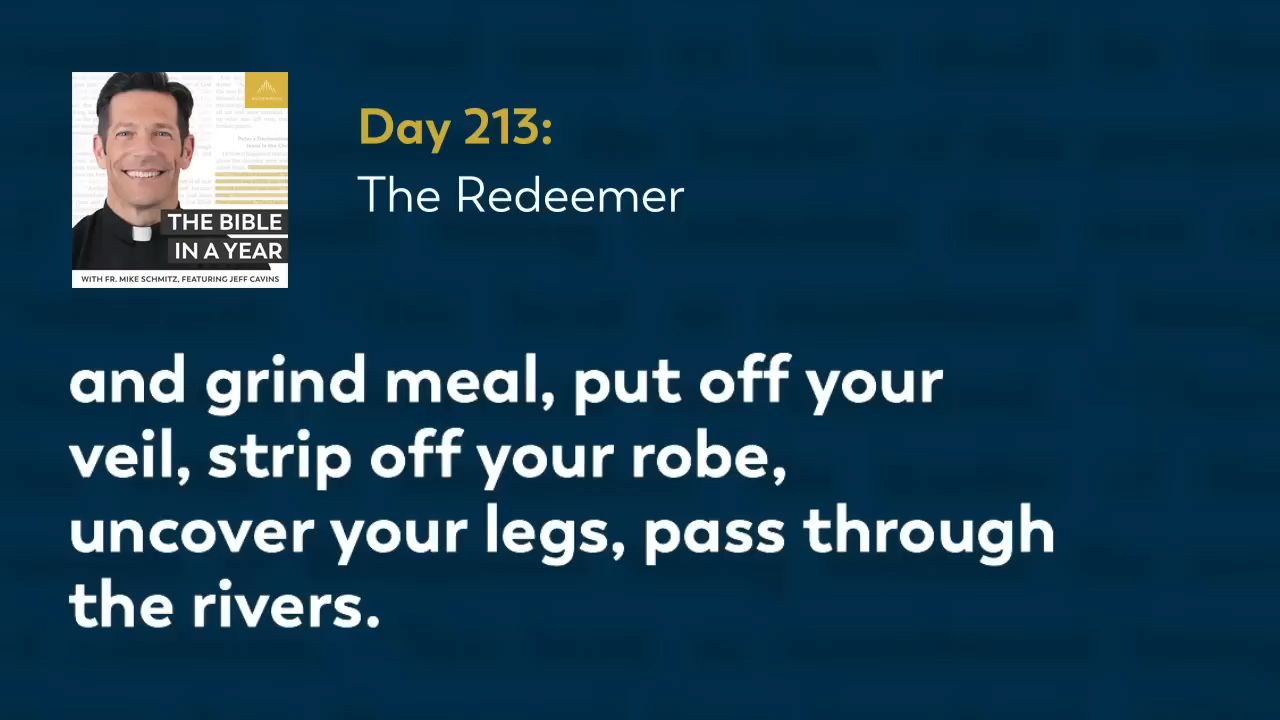 Day 213:
The Redeemer
THE BIBLE
IN A YEAR
WITH FR. MIKE SCHMITZ, FEATURING JEFF CAVINS
and grind meal, put off your
veil, strip off your robe,
uncover your legs, pass through
the rivers.